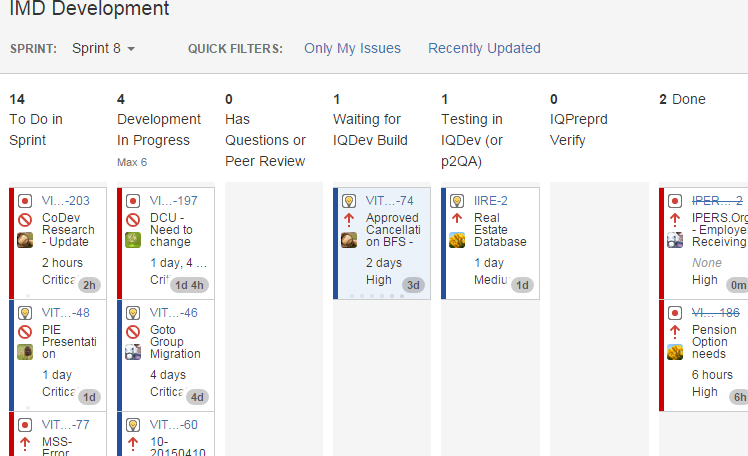 IMD Development
SPRINT: Sprint 8 QUICK FILTERS: Only My Issues Recently Updated
14
To Do in
Sprint
4
Development
In Progress
Max 6
0
Has
Questions or
Peer Review
1
Waiting for
IQDev Build
1
Testing in
IQDev (or
p2QA)
0
IQPreprd
Verify
2 Done
VI…-203
CoDev
Research
- Update
2 hours
Critica 2h
VIT…-48
PIE
Presentati
on
1 day
Critica 1d
VIT…-77
MSS-
Error
VI…-197
DCU -
Need to
change
1 day, 4 …
Crit 1d 4h
VIT…-46
Goto
Group
Migration
4 days
Critica 4d
VIT…-60
10-
20150410
VIT…-74
Approved
Cancellati
on BFS -
2 days
High 3d
IIRE-2
Real
Estate
Database
1 day
Mediu 1d
IPER… 2
IPERS.Org
- Employe
Receiving
None
High 0m
VI…-186
Pension
Option
needs
6 hours
High 6h